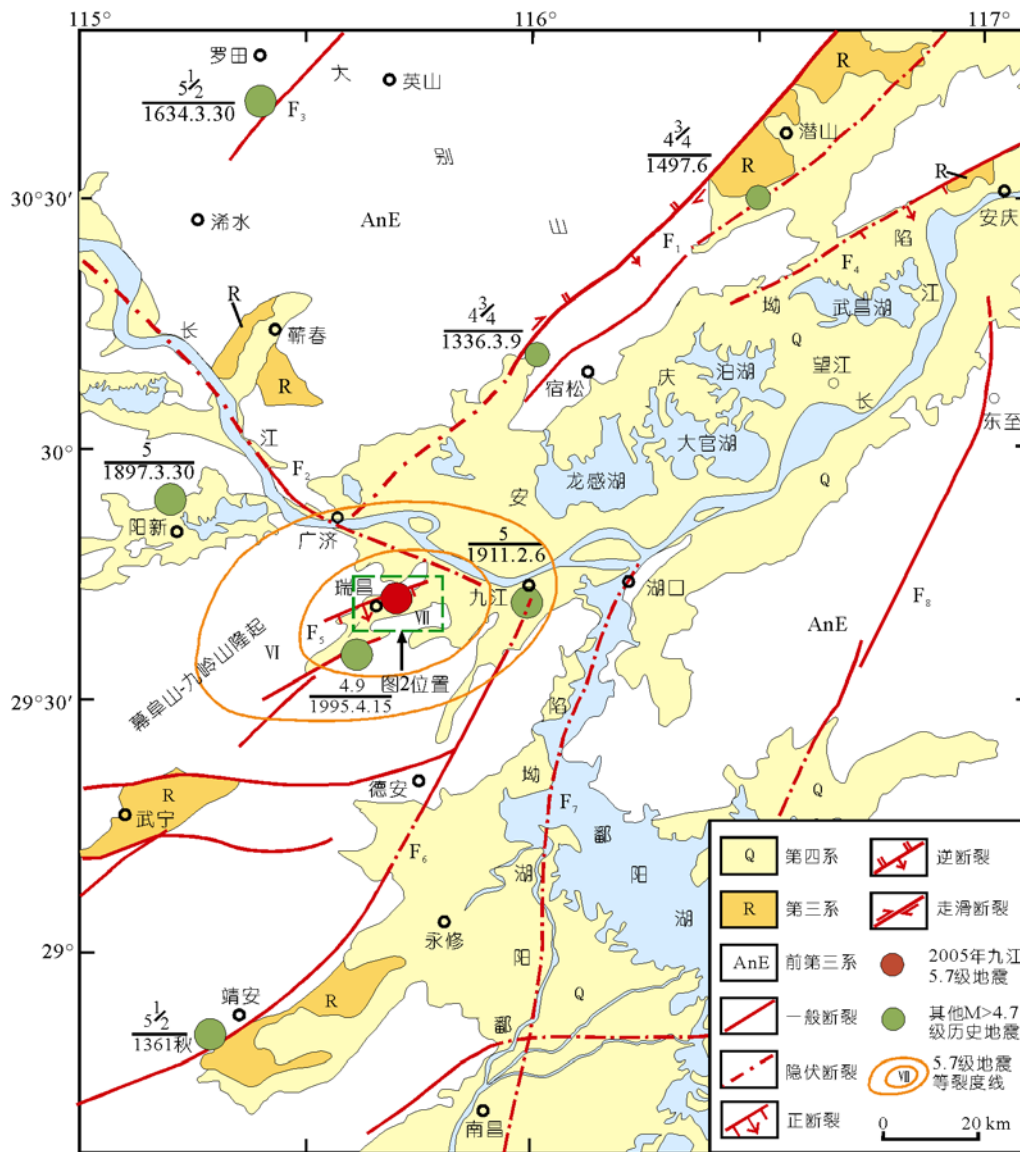 115°
116°
117°
罗田
大
英山
5½
1634.3.30
F₃
别
4¾
1497.6
潜山
R
R
30°30′
浠水
AnE
山
F₁
安庆
陷
F₄
江
R
长
蕲春
R
4¾
1336.3.9
坳
武昌湖
Q
宿松
庆
泊湖
望江
长
东至
江
30°
5
1897.3.30
F₂
大官湖
龙感湖
Q
安
阳新
广济
5
1911.2.6
瑞昌
九江
湖口
F₈
Ⅶ
F₅
AnE
幕阜山-九岭山隆起
Ⅵ
图2位置
4.9
1995.4.15
29°30′
陷
坳
德安
R
武宁
F₇
鄱
Q
F₆
湖
阳
湖
永修
29°
阳
靖安
R
Q
5½
1361秋
鄱
南昌
Q 第四系
R 第三系
AnE 前第三系
一般断裂
隐伏断裂
正断裂
逆断裂
走滑断裂
2005年九江
5.7级地震
其他M>4.7
级历史地震
Ⅷ
5.7级地震
等裂度线
0 20 km